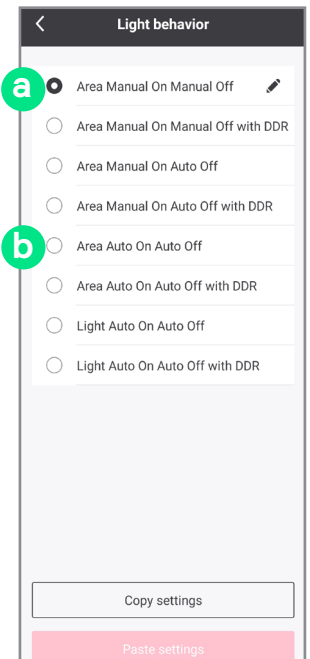 Light behavior
a
Area Manual On Manual Off
Area Manual On Manual Off with DDR
Area Manual On Auto Off
Area Manual On Auto Off with DDR
b
Area Auto On Auto Off
Area Auto On Auto Off with DDR
Light Auto On Auto Off
Light Auto On Auto Off with DDR
Copy settings
Paste settings